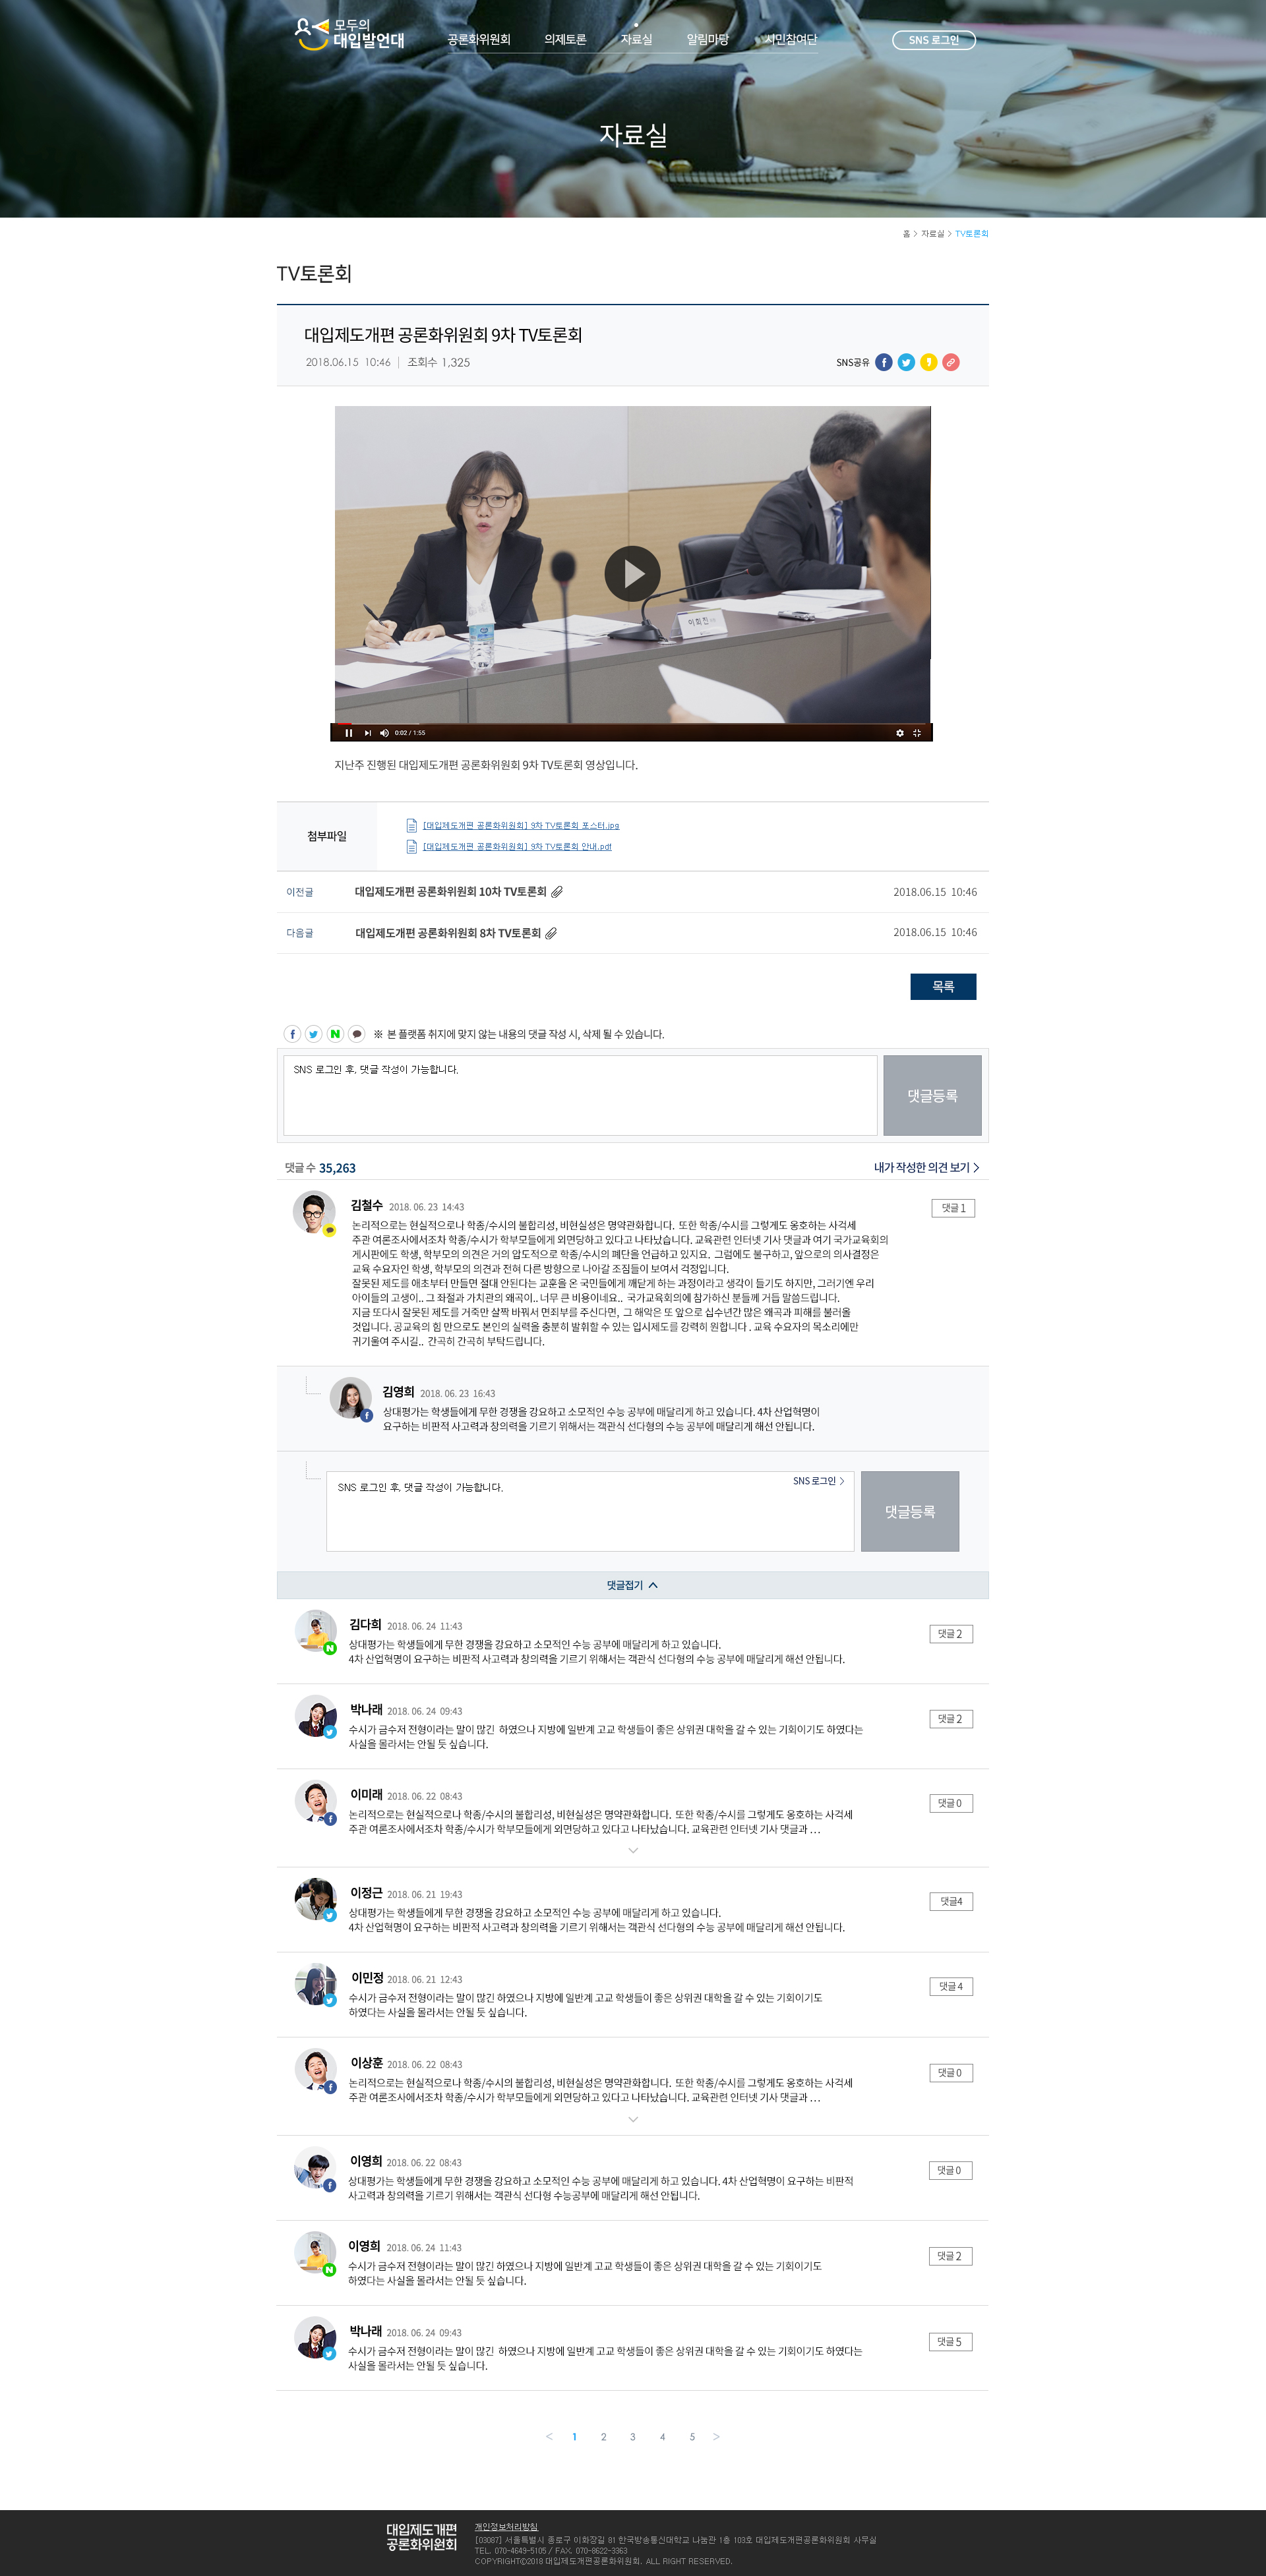 모두의
대입발언대
공론화위원회 의제토론 자료실 알림마당 시민참여단
SNS 로그인
자료실
홈 > 자료실 > TV토론회
TV토론회
대입제도개편 공론화위원회 9차 TV토론회
2018.06.15 10:46 | 조회수 1,325
SNS공유
이희진
0:02 / 1:55
지난주 진행된 대입제도개편 공론화위원회 9차 TV토론회 영상입니다.
첨부파일
[대입제도개편 공론화위원회] 9차 TV토론회 포스터.jpg
[대입제도개편 공론화위원회] 9차 TV토론회 안내.pdf
이전글 대입제도개편 공론화위원회 10차 TV토론회 2018.06.15 10:46
다음글 대입제도개편 공론화위원회 8차 TV토론회 2018.06.15 10:46
목록
※ 본 플랫폼 취지에 맞지 않는 내용의 댓글 작성 시, 삭제 될 수 있습니다.
SNS 로그인 후, 댓글 작성이 가능합니다.
댓글등록
댓글 수 35,263
내가 작성한 의견 보기 >
김철수 2018. 06. 23 14:43
댓글 1
논리적으로는 현실적으로나 학종/수시의 불합리성, 비현실성은 명약관화합니다. 또한 학종/수시를 그렇게도 옹호하는 사걱세
주관 여론조사에서조차 학종/수시가 학부모들에게 외면당하고 있다고 나타났습니다. 교육관련 인터넷 기사 댓글과 여기 국가교육회의
게시판에도 학생, 학부모의 의견은 거의 압도적으로 학종/수시의 폐단을 언급하고 있지요. 그럼에도 불구하고, 앞으로의 의사결정은
교육 수요자인 학생, 학부모의 의견과 전혀 다른 방향으로 나아갈 조짐들이 보여서 걱정입니다.
잘못된 제도를 애초부터 만들면 절대 안된다는 교훈을 온 국민들에게 깨닫게 하는 과정이라고 생각이 들기도 하지만, 그러기엔 우리
아이들의 고생이.. 그 좌절과 가치관의 왜곡이.. 너무 큰 비용이네요.. 국가교육회의에 참가하신 분들께 거듭 말씀드립니다.
지금 또다시 잘못된 제도를 거죽만 살짝 바꿔서 면죄부를 주신다면, 그 해악은 또 앞으로 십수년간 많은 왜곡과 피해를 불러올
것입니다. 공교육의 힘 만으로도 본인의 실력을 충분히 발휘할 수 있는 입시제도를 강력히 원합니다 . 교육 수요자의 목소리에만
귀기울여 주시길.. 간곡히 간곡히 부탁드립니다.
김영희 2018. 06. 23 16:43
상대평가는 학생들에게 무한 경쟁을 강요하고 소모적인 수능 공부에 매달리게 하고 있습니다. 4차 산업혁명이
요구하는 비판적 사고력과 창의력을 기르기 위해서는 객관식 선다형의 수능 공부에 매달리게 해선 안됩니다.
SNS 로그인 후, 댓글 작성이 가능합니다.
SNS 로그인 >
댓글등록
댓글접기
김다희 2018. 06. 24 11:43
댓글 2
상대평가는 학생들에게 무한 경쟁을 강요하고 소모적인 수능 공부에 매달리게 하고 있습니다.
4차 산업혁명이 요구하는 비판적 사고력과 창의력을 기르기 위해서는 객관식 선다형의 수능 공부에 매달리게 해선 안됩니다.
박나래 2018. 06. 24 09:43
댓글 2
수시가 금수저 전형이라는 말이 많긴 하였으나 지방에 일반계 고교 학생들이 좋은 상위권 대학을 갈 수 있는 기회이기도 하였다는
사실을 몰라서는 안될 듯 싶습니다.
이미래 2018. 06. 22 08:43
댓글 0
논리적으로는 현실적으로나 학종/수시의 불합리성, 비현실성은 명약관화합니다. 또한 학종/수시를 그렇게도 옹호하는 사걱세
주관 여론조사에서조차 학종/수시가 학부모들에게 외면당하고 있다고 나타났습니다. 교육관련 인터넷 기사 댓글과 ...
이정근 2018. 06. 21 19:43
댓글4
상대평가는 학생들에게 무한 경쟁을 강요하고 소모적인 수능 공부에 매달리게 하고 있습니다.
4차 산업혁명이 요구하는 비판적 사고력과 창의력을 기르기 위해서는 객관식 선다형의 수능 공부에 매달리게 해선 안됩니다.
이민정 2018. 06. 21 12:43
댓글 4
수시가 금수저 전형이라는 말이 많긴 하였으나 지방에 일반계 고교 학생들이 좋은 상위권 대학을 갈 수 있는 기회이기도
하였다는 사실을 몰라서는 안될 듯 싶습니다.
이상훈 2018. 06. 22 08:43
댓글 0
논리적으로는 현실적으로나 학종/수시의 불합리성, 비현실성은 명약관화합니다. 또한 학종/수시를 그렇게도 옹호하는 사걱세
주관 여론조사에서조차 학종/수시가 학부모들에게 외면당하고 있다고 나타났습니다. 교육관련 인터넷 기사 댓글과 ...
이영희 2018. 06. 22 08:43
댓글 0
상대평가는 학생들에게 무한 경쟁을 강요하고 소모적인 수능 공부에 매달리게 하고 있습니다. 4차 산업혁명이 요구하는 비판적
사고력과 창의력을 기르기 위해서는 객관식 선다형 수능공부에 매달리게 해선 안됩니다.
이영희 2018. 06. 24 11:43
댓글 2
수시가 금수저 전형이라는 말이 많긴 하였으나 지방에 일반계 고교 학생들이 좋은 상위권 대학을 갈 수 있는 기회이기도
하였다는 사실을 몰라서는 안될 듯 싶습니다.
박나래 2018. 06. 24 09:43
댓글 5
수시가 금수저 전형이라는 말이 많긴 하였으나 지방에 일반계 고교 학생들이 좋은 상위권 대학을 갈 수 있는 기회이기도 하였다는
사실을 몰라서는 안될 듯 싶습니다.
< 1 2 3 4 5 >
대입제도개편
공론화위원회
개인정보처리방침
[03087] 서울특별시 종로구 이화장길 81 한국방송통신대학교 나눔관 1층 103호 대입제도개편공론화위원회 사무실
TEL. 070-4649-5105 / FAX. 070-8622-3363
COPYRIGHT©2018 대입제도개편공론화위원회. ALL RIGHT RESERVED.